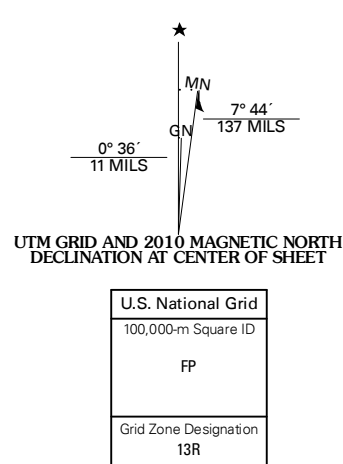 ★
MN
7° 44´
137 MILS
GN
0° 36´
11 MILS
UTM GRID AND 2010 MAGNETIC NORTH
DECLINATION AT CENTER OF SHEET
U.S. National Grid
100,000-m Square ID
FP
Grid Zone Designation
13R